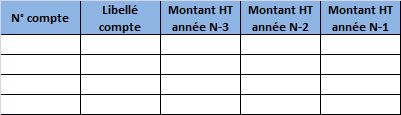 N° compte
Libellé
compte
Montant HT
année N-3
Montant HT
année N-2
Montant HT
année N-1